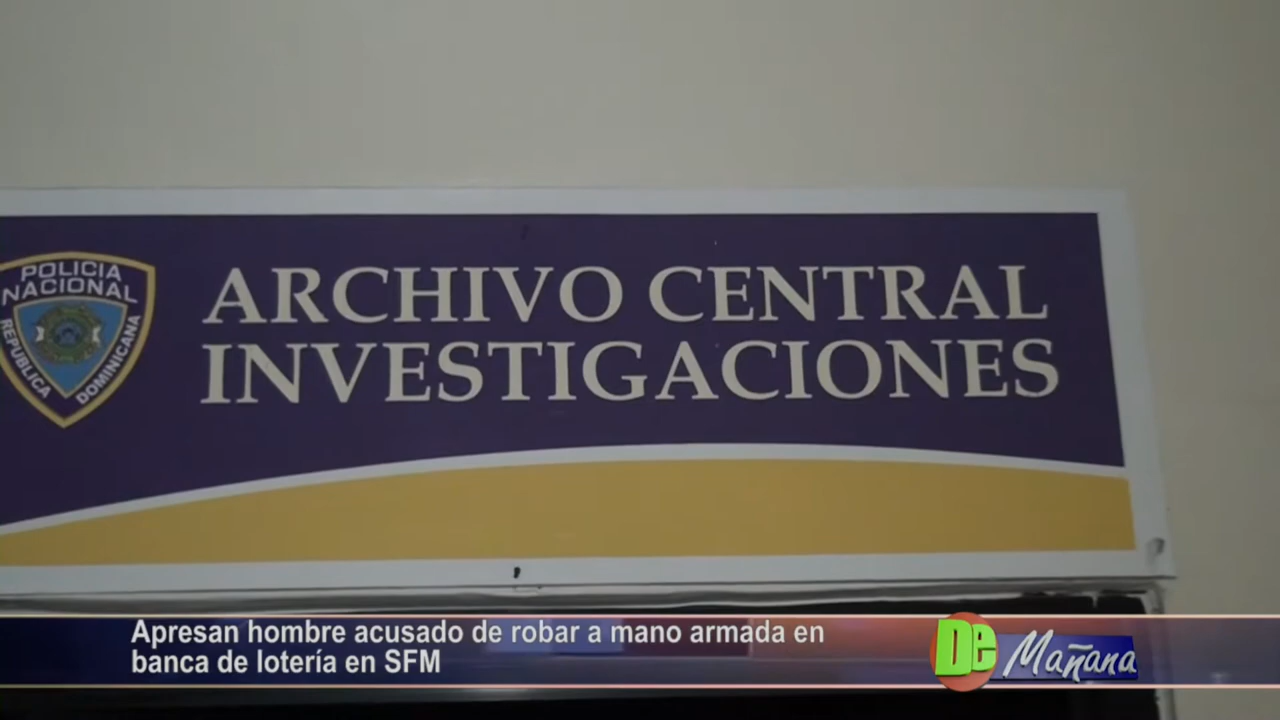 POLICIA
NACIONAL
REPUBLICA
DOMINICANA
ARCHIVO CENTRAL
INVESTIGACIONES
Apresan hombre acusado de robar a mano armada en
banca de lotería en SFM
De Mañana